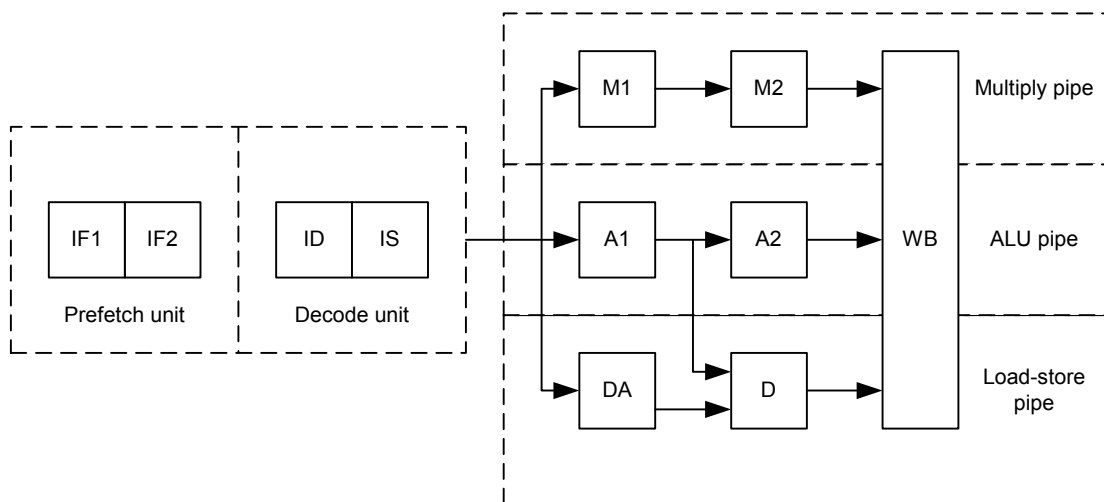 M1
M2
Multiply pipe
IF1
IF2
ID
IS
A1
A2
WB
ALU pipe
Prefetch unit
Decode unit
DA
D
Load-store
pipe